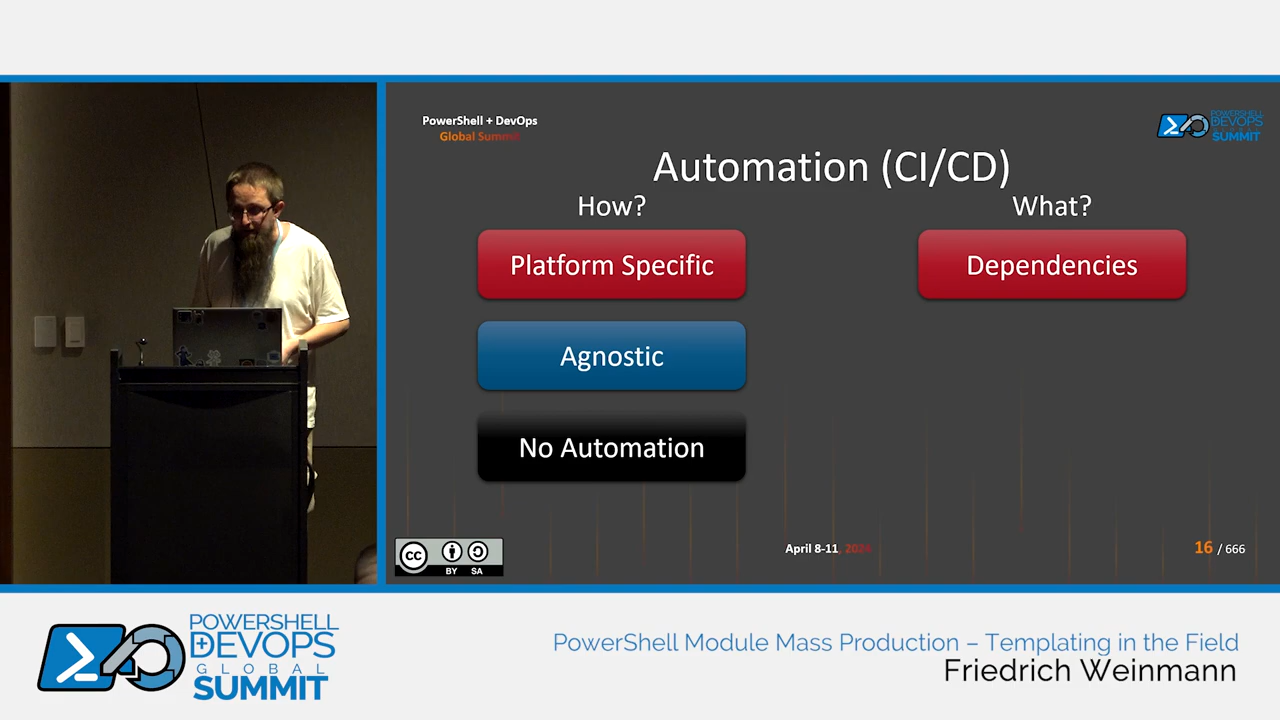 PowerShell + DevOps
Global Summit
POWERSHELL
DEVOPS
GLOBAL
SUMMIT
Automation (CI/CD)
How?
What?
Platform Specific
Dependencies
Agnostic
No Automation
CC
BY SA
April 8-11, 2024
16 / 666
POWERSHELL
+DEVOPS
GLOBAL
SUMMIT
PowerShell Module Mass Production – Templating in the Field
Friedrich Weinmann